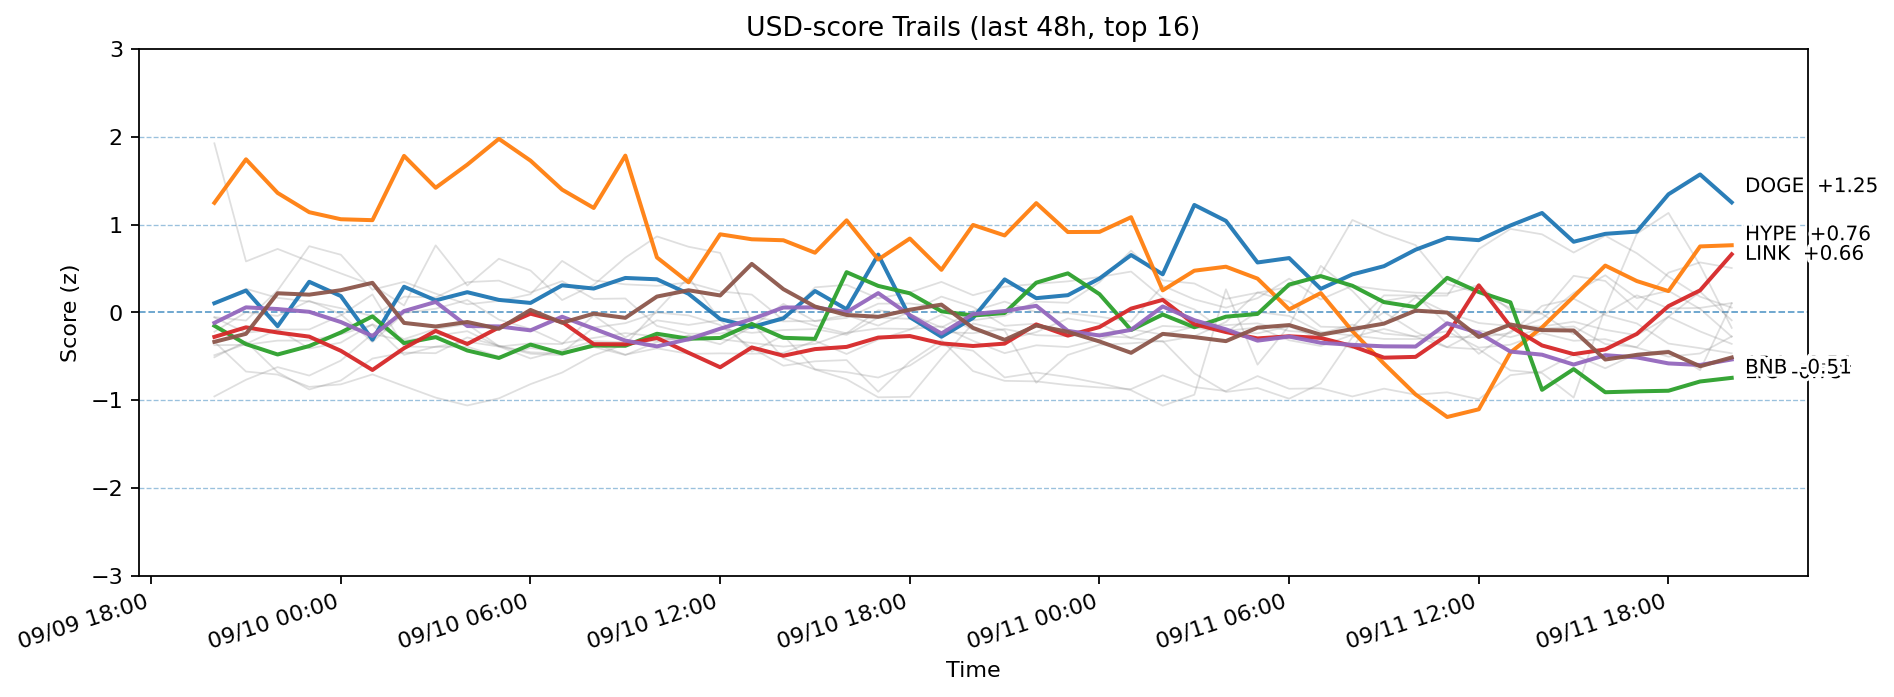 USD-score Trails (last 48h, top 16)
Score (z)
3
2
1
0
−1
−2
−3
DOGE +1.25
HYPE +0.76
LINK +0.66
BNB -0.51
09/09 18:00
09/10 00:00
09/10 06:00
09/10 12:00
09/10 18:00
09/11 00:00
09/11 06:00
09/11 12:00
09/11 18:00
Time